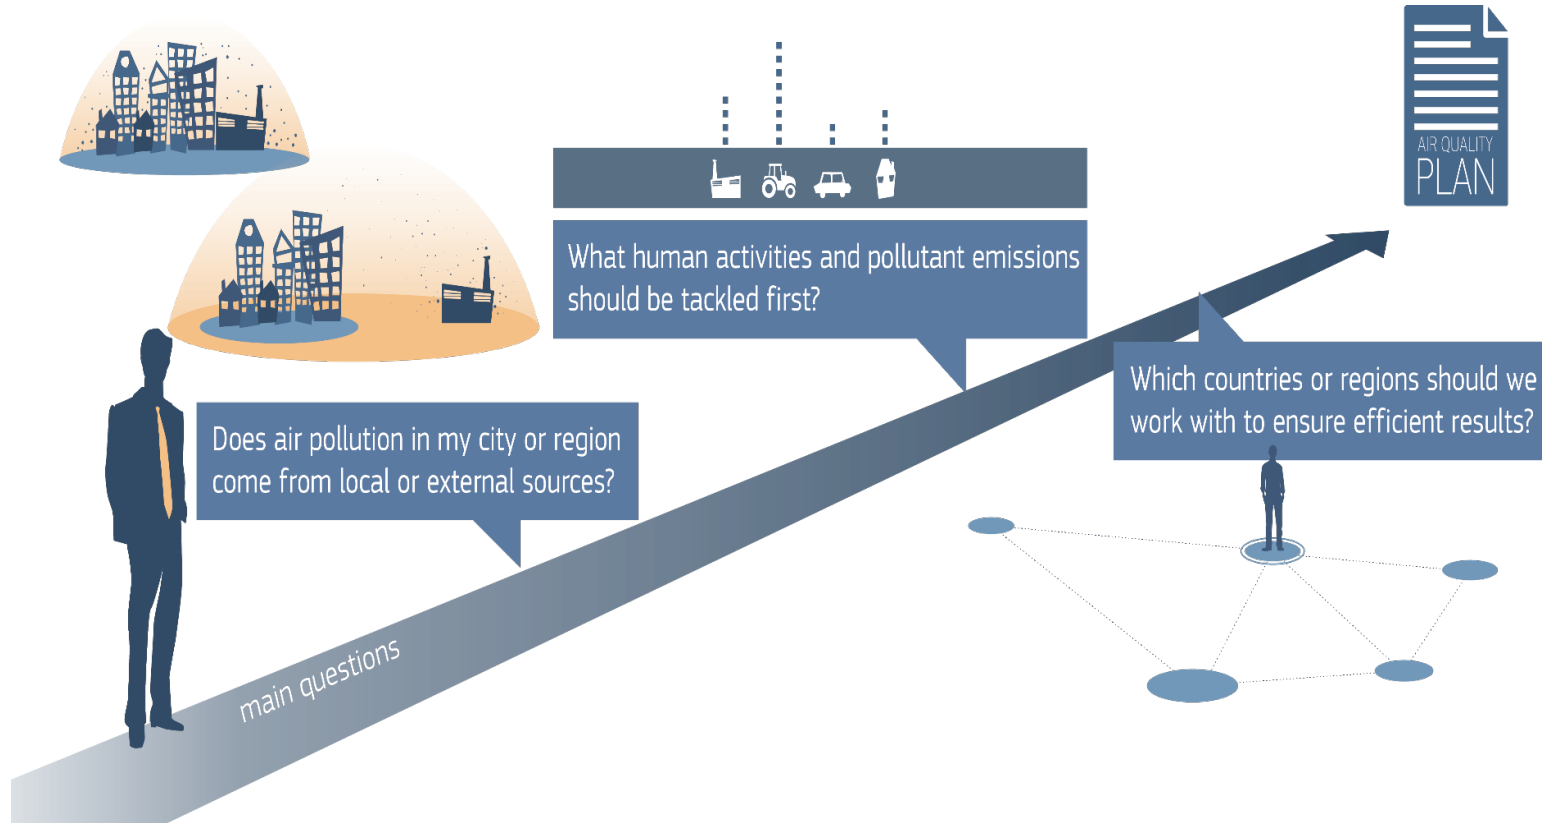 AIR QUALITY
PLAN
What human activities and pollutant emissions
should be tackled first?
Which countries or regions should we
work with to ensure efficient results?
Does air pollution in my city or region
come from local or external sources?
main questions